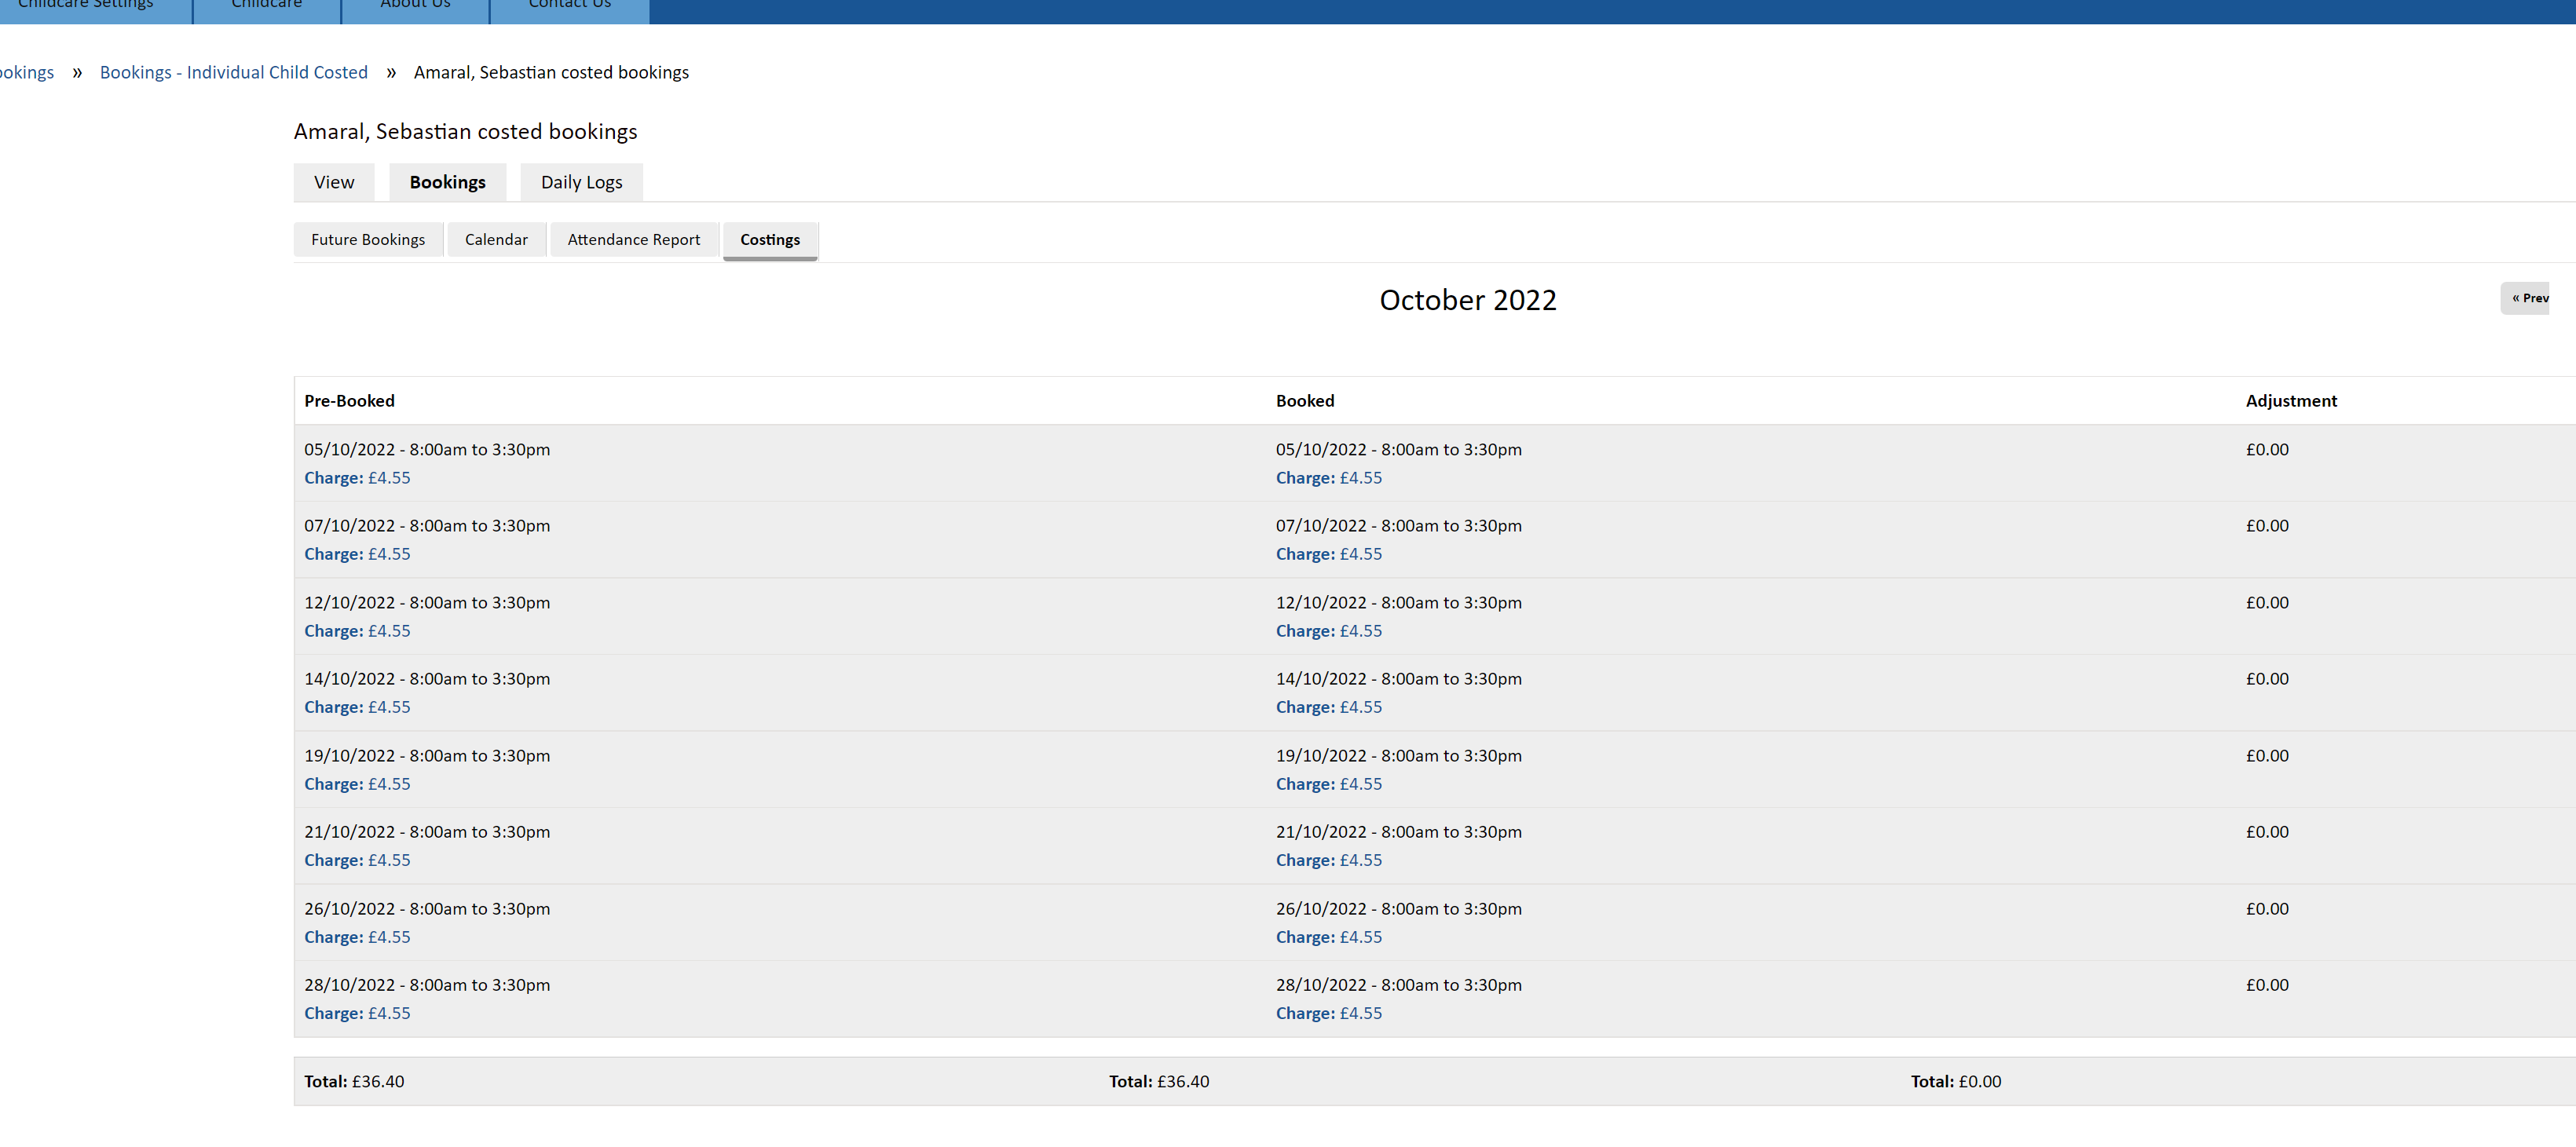 Childcare Settings Childcare About Us Contact Us
ookings » Bookings - Individual Child Costed » Amaral, Sebastian costed bookings
Amaral, Sebastian costed bookings
View Bookings Daily Logs
Future Bookings Calendar Attendance Report Costings
October 2022
« Prev
Pre-Booked Booked Adjustment
05/10/2022 - 8:00am to 3:30pm 05/10/2022 - 8:00am to 3:30pm £0.00
Charge: £4.55 Charge: £4.55
07/10/2022 - 8:00am to 3:30pm 07/10/2022 - 8:00am to 3:30pm £0.00
Charge: £4.55 Charge: £4.55
12/10/2022 - 8:00am to 3:30pm 12/10/2022 - 8:00am to 3:30pm £0.00
Charge: £4.55 Charge: £4.55
14/10/2022 - 8:00am to 3:30pm 14/10/2022 - 8:00am to 3:30pm £0.00
Charge: £4.55 Charge: £4.55
19/10/2022 - 8:00am to 3:30pm 19/10/2022 - 8:00am to 3:30pm £0.00
Charge: £4.55 Charge: £4.55
21/10/2022 - 8:00am to 3:30pm 21/10/2022 - 8:00am to 3:30pm £0.00
Charge: £4.55 Charge: £4.55
26/10/2022 - 8:00am to 3:30pm 26/10/2022 - 8:00am to 3:30pm £0.00
Charge: £4.55 Charge: £4.55
28/10/2022 - 8:00am to 3:30pm 28/10/2022 - 8:00am to 3:30pm £0.00
Charge: £4.55 Charge: £4.55
Total: £36.40 Total: £36.40 Total: £0.00